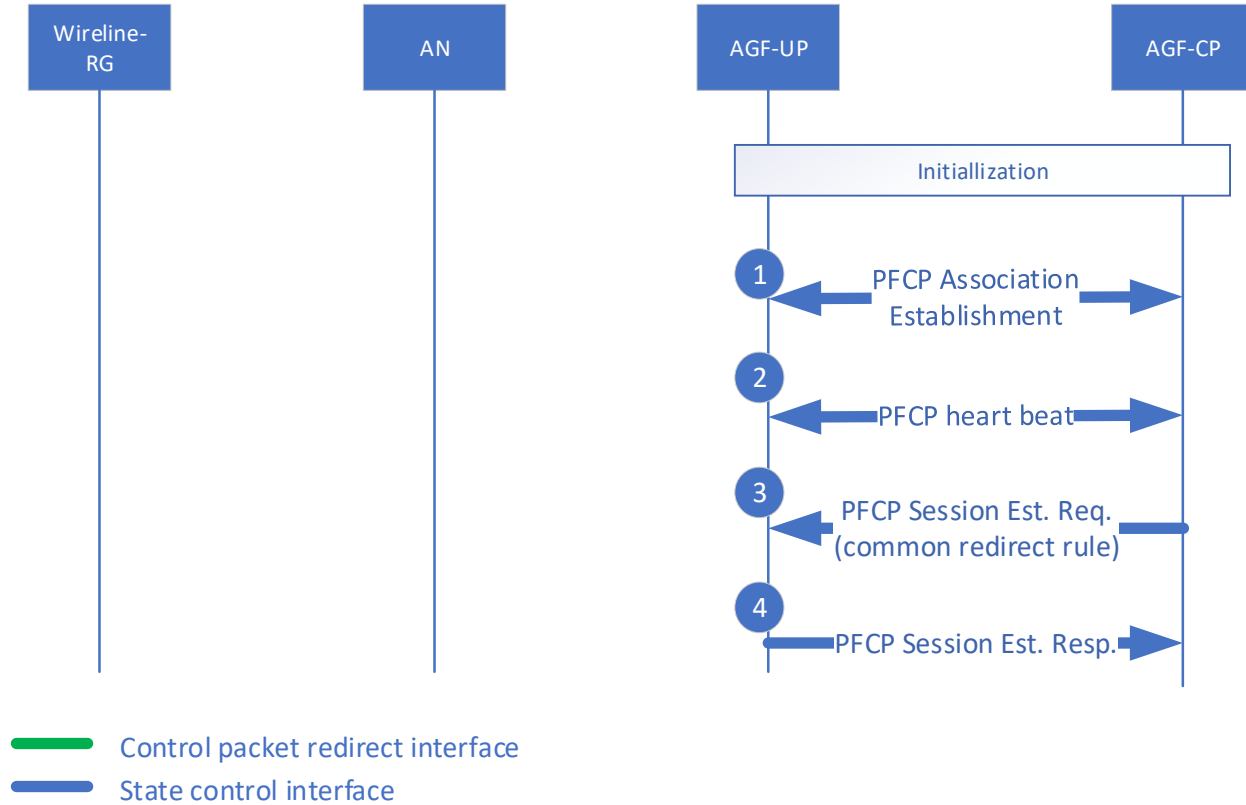 Wireline-
RG
AN
AGF-UP
AGF-CP
Initiallization
1
PFCP Association
Establishment
2
PFCP heart beat
3
PFCP Session Est. Req.
(common redirect rule)
4
PFCP Session Est. Resp.
Control packet redirect interface
State control interface